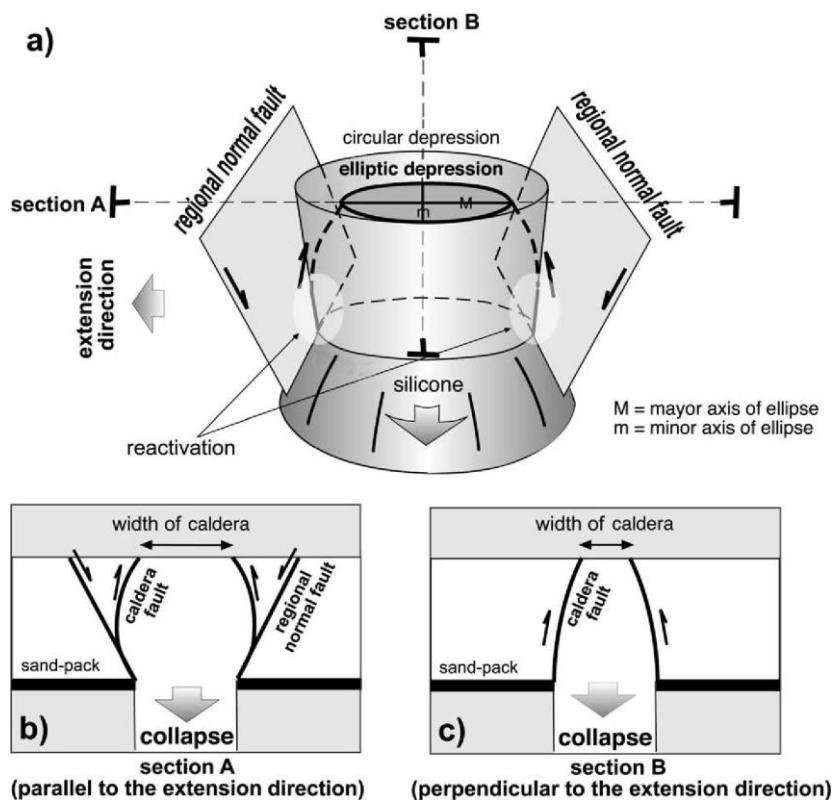 a)
section B
regional normal fault
regional normal fault
circular depression
elliptic depression
section A
m
M
extension
direction
silicone
reactivation
M = mayor axis of ellipse
m = minor axis of ellipse
width of caldera
caldera
fault
regional
normal fault
sand-pack
b)
collapse
section A
(parallel to the extension direction)
width of caldera
caldera
fault
sand-pack
c)
collapse
section B
(perpendicular to the extension direction)